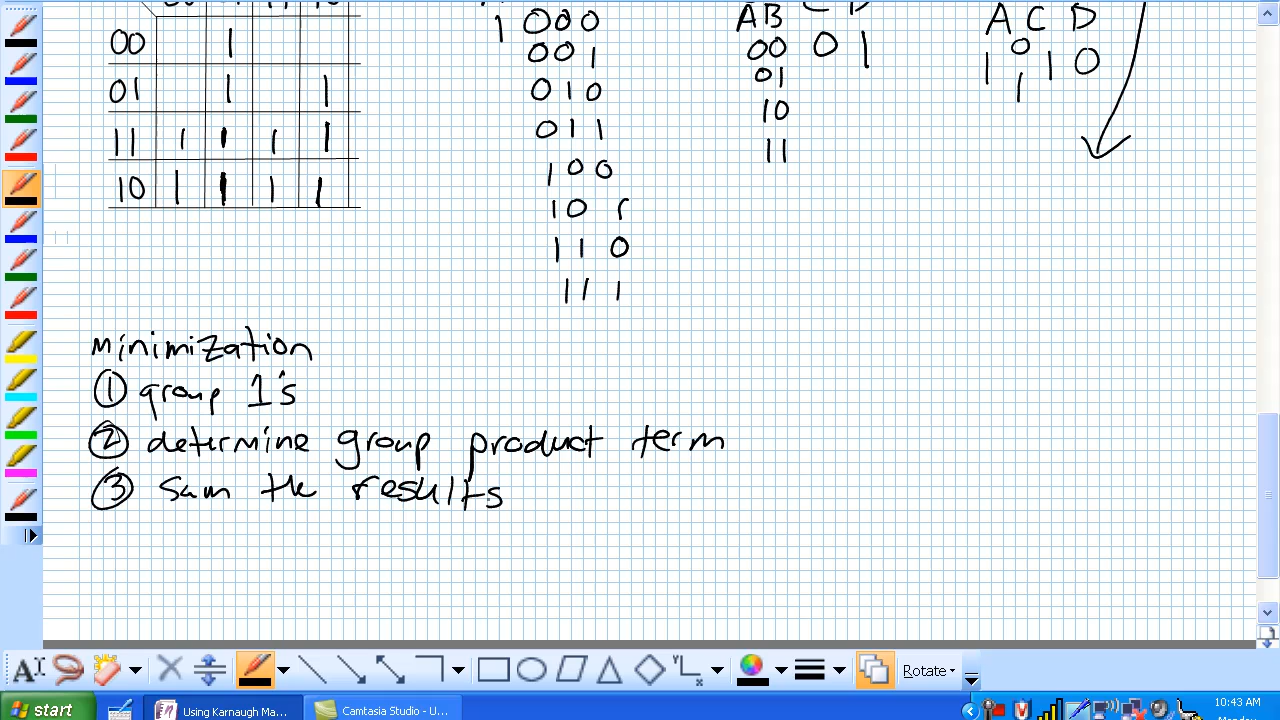 1 000 AB A C D
00 1 001 00 0 1 1 0 1 0
01 1 1 010 01 1
11 1 1 1 1 011 10
10 1 1 1 1 100 11
10
110
111
minimization
① group 1's
② determine group product term
③ sum the results
Rotate
start Using Karnaugh Ma... Camtasia Studio - U... 10:43 AM
Monday